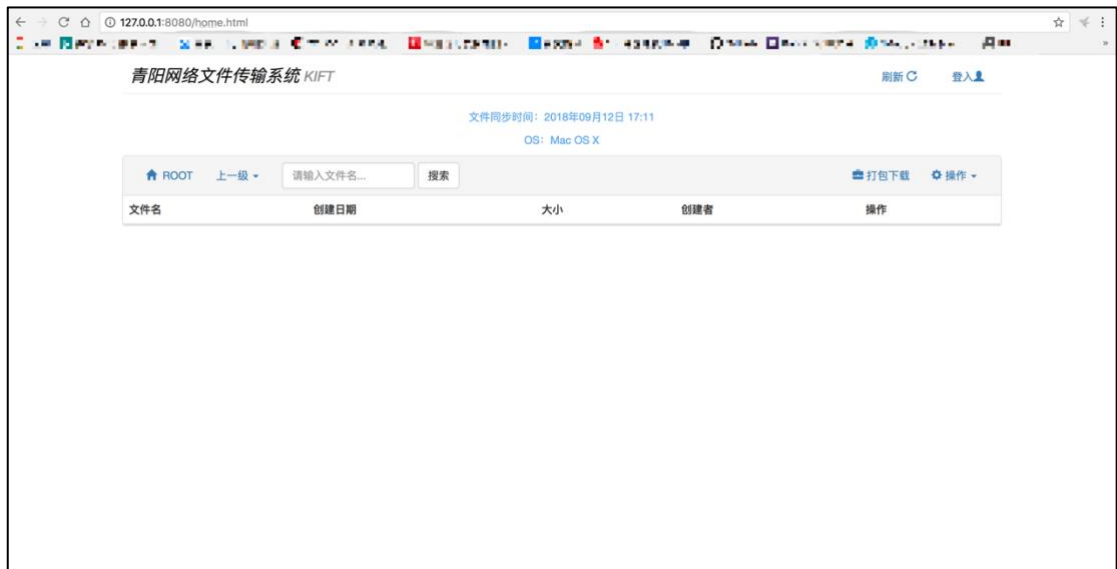 127.0.0.1:8080/home.html
青阳网络文件传输系统 KIFT 刷新 登入
文件同步时间：2018年09月12日 17:11
OS：Mac OS X
ROOT 上一级 请输入文件名... 搜索 打包下载 操作
文件名 创建日期 大小 创建者 操作